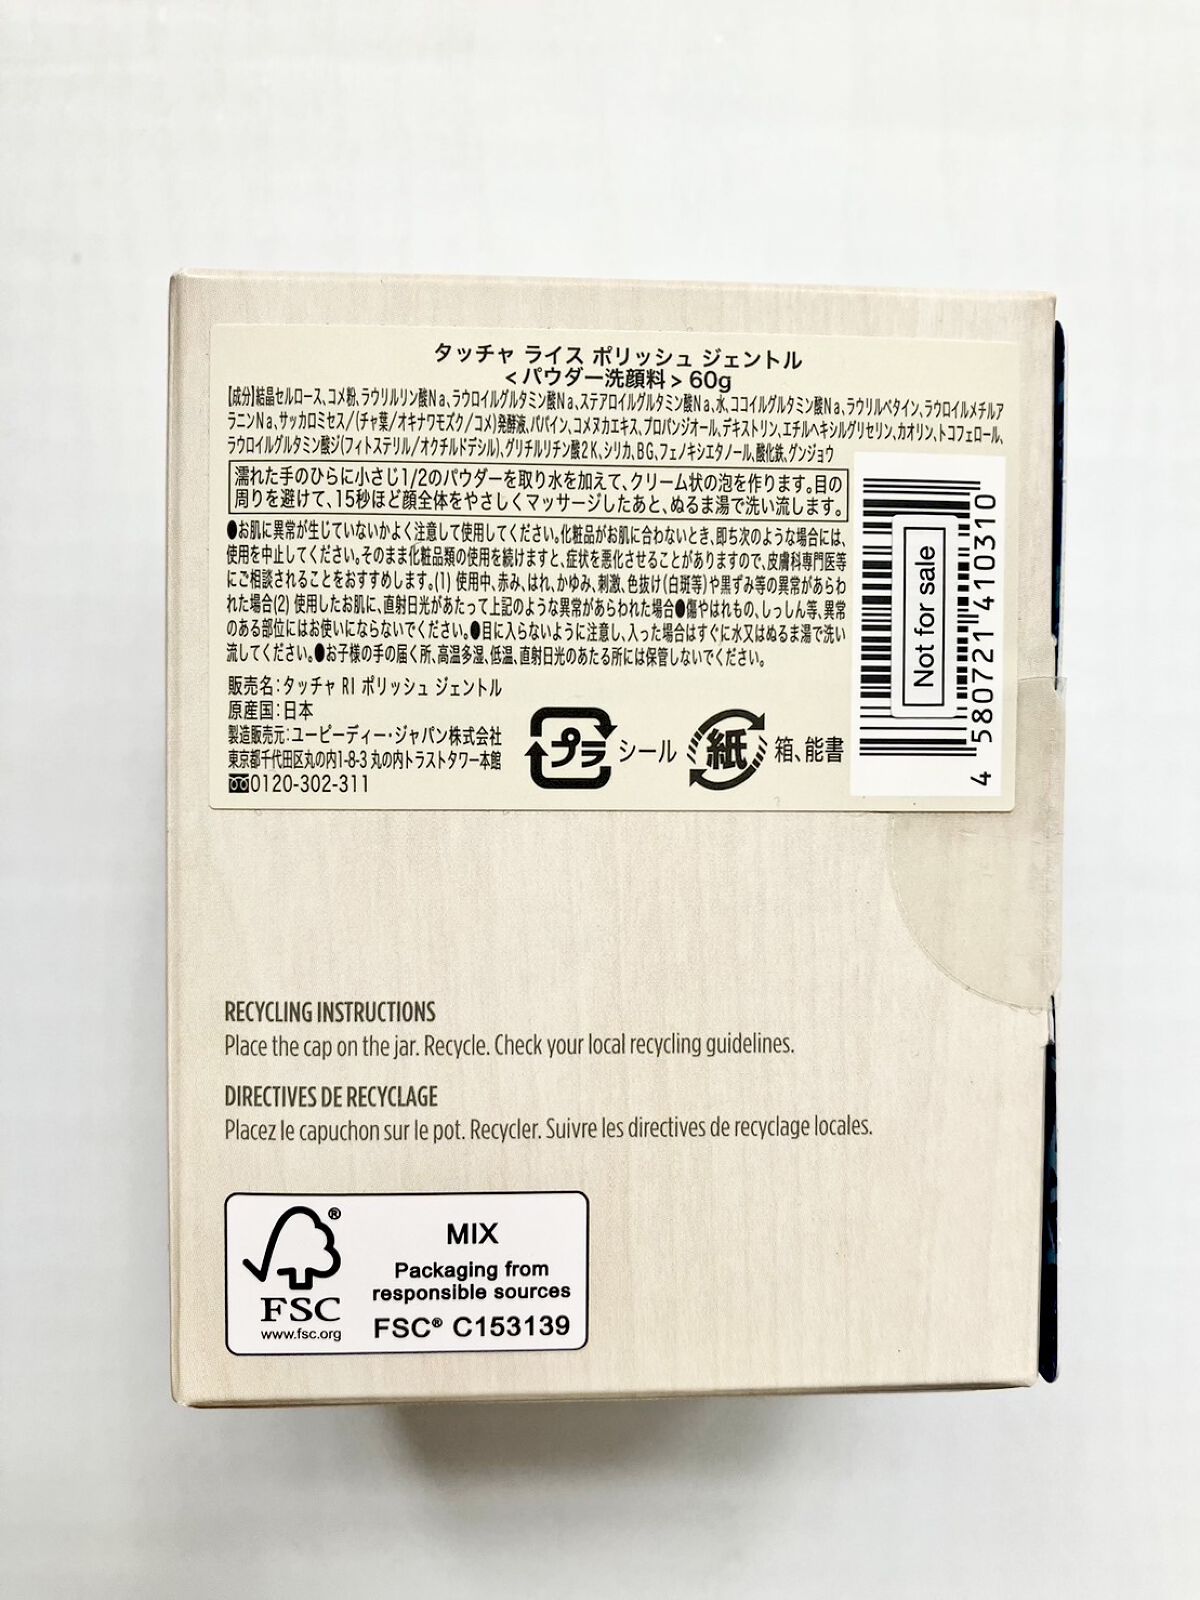 タッチャ ライス ポリッシュ ジェントル
<パウダー洗顔料> 60g
【成分】結晶セルロース、コメ粉、ラウリルリン酸Na、ラウロイルグルタミン酸Na、ステアロイルグルタミン酸Na、水、ココイルグルタミン酸Na、ラウリルベタイン、ラウロイルメチルア
ラニンNa、サッカロミセス/(チャ葉/オキナワモズク/コメ)発酵液、パパイン、コメヌカエキス、プロパンジオール、デキストリン、エチルヘキシルグリセリン、カオリン、トコフェロール、
ラウロイルグルタミン酸ジ(フィトステリル/オクチルドデシル)、グリチルリチン酸2K、シリカ、BG、フェノキシエタノール、酸化鉄、グンジョウ
濡れた手のひらに小さじ1/2のパウダーを取り水を加えて、クリーム状の泡を作ります。目の
周りを避けて、15秒ほど顔全体をやさしくマッサージしたあと、ぬるま湯で洗い流します。
●お肌に異常が生じていないかよく注意して使用してください。化粧品がお肌に合わないとき、即ち次のような場合には、
使用を中止してください。そのまま化粧品類の使用を続けますと、症状を悪化させることがありますので、皮膚科専門医等
にご相談されることをおすすめします。(1) 使用中、赤み、はれ、かゆみ、刺激、色抜け(白斑等)や黒ずみ等の異常があらわ
れた場合(2) 使用したお肌に、直射日光があたって上記のような異常があらわれた場合●傷やはれもの、しっしん等、異常
のある部位にはお使いにならないでください。●目に入らないように注意し、入った場合はすぐに水又はぬるま湯で洗い
流してください。●お子様の手の届く所、高温多湿、低温、直射日光のあたる所には保管しないでください。
販売名:タッチャ RI ポリッシュ ジェントル
原産国:日本
製造販売元:ユーピーディー・ジャパン株式会社
東京都千代田区丸の内1-8-3 丸の内トラストタワー本館
0120-302-311
プラ シール 紙 箱、能書
Not for sale
4 580721 410310
RECYCLING INSTRUCTIONS
Place the cap on the jar. Recycle. Check your local recycling guidelines.
DIRECTIVES DE RECYCLAGE
Placez le capuchon sur le pot. Recycler. Suivre les directives de recyclage locales.
®
FSC
www.fsc.org
MIX
Packaging from
responsible sources
FSC® C153139